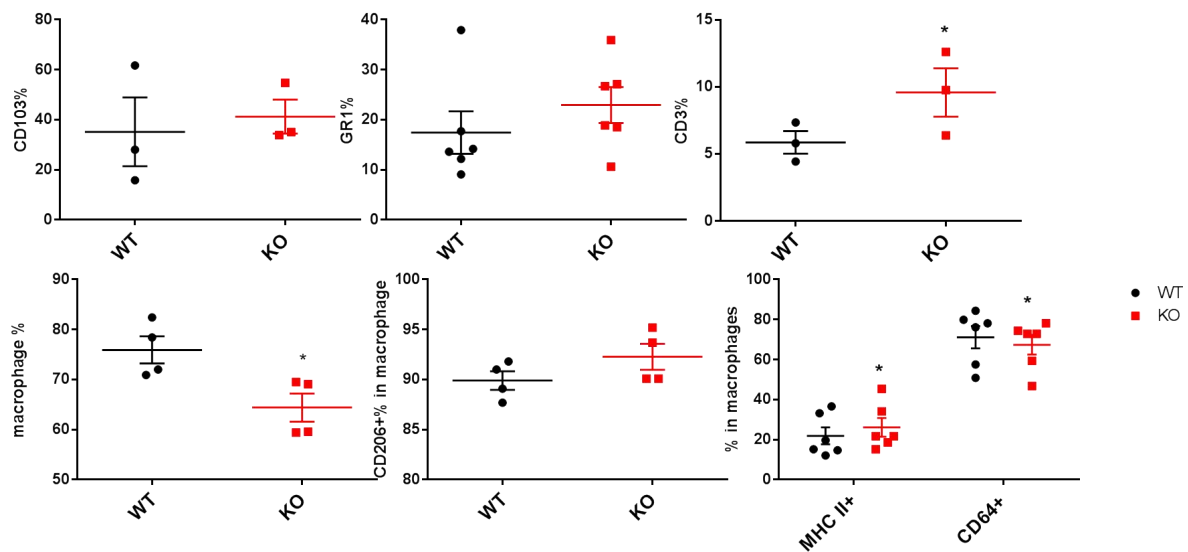 CD103%
80
60
40
20
0
WT
KO
GR1%
40
30
20
10
0
WT
KO
CD3%
15
10
5
0
*
WT
KO
macrophage %
90
80
70
60
50
*
WT
KO
CD206+% in macrophage
100
95
90
85
80
WT
KO
% in macrophages
100
80
60
40
20
0
*
*
MHC II+
CD64+
WT
KO